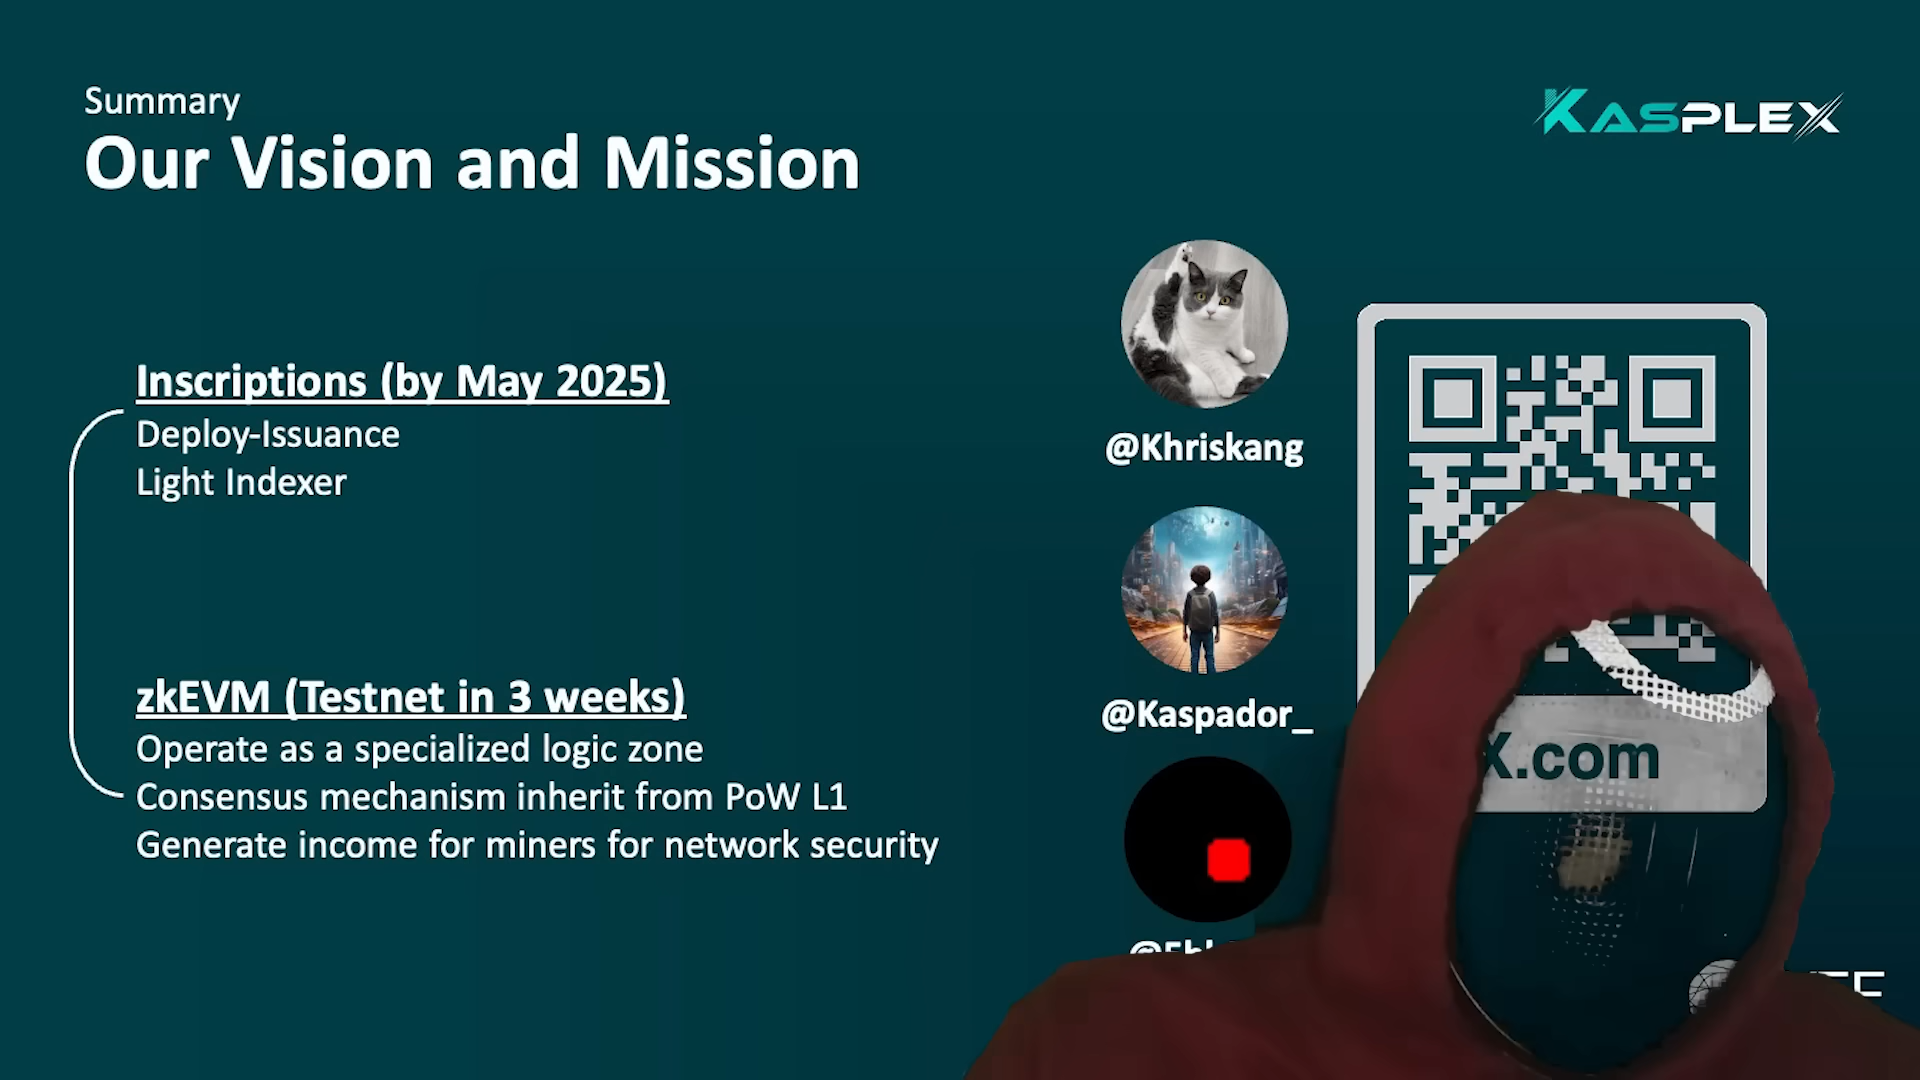 Summary
Our Vision and Mission
KASPLEX
Inscriptions (by May 2025)
Deploy-Issuance
Light Indexer
zkEVM (Testnet in 3 weeks)
Operate as a specialized logic zone
Consensus mechanism inherit from PoW L1
Generate income for miners for network security
@Khriskang
@Kaspador_
X.com